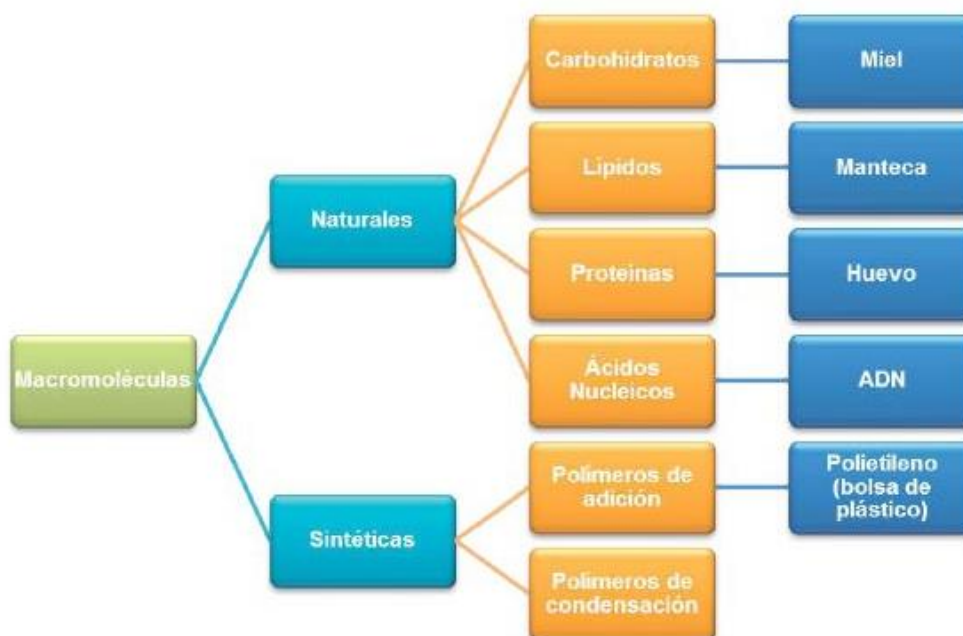 Carbohidratos
Miel
Lípidos
Manteca
Naturales
Proteínas
Huevo
Macromoléculas
Ácidos
Nucleicos
ADN
Polímeros de
adición
Polietileno
(bolsa de
plástico)
Sintéticas
Polímeros de
condensación